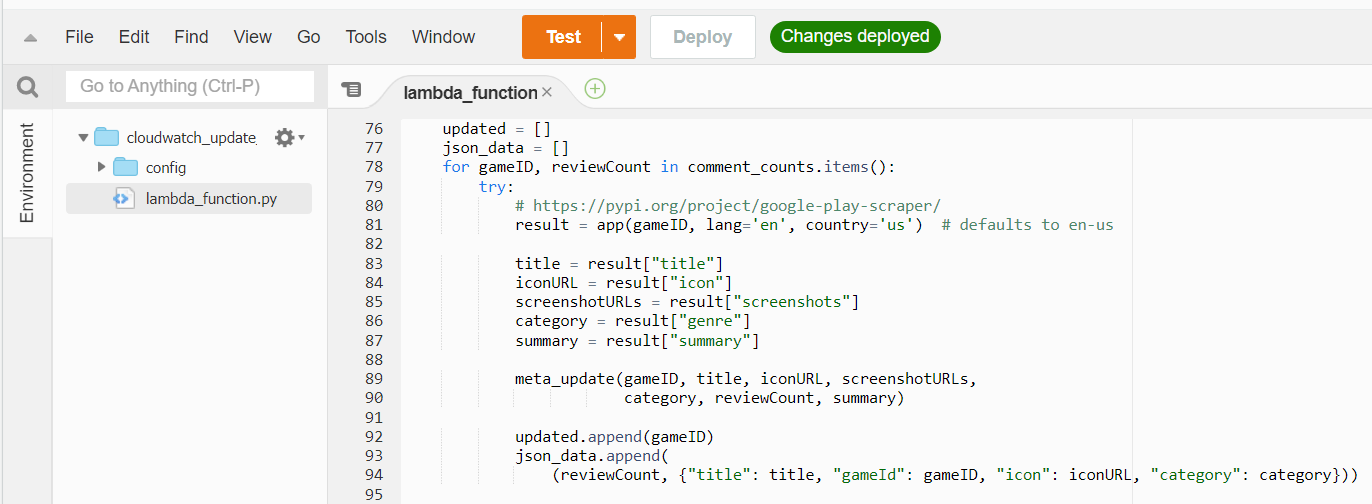 File Edit Find View Go Tools Window Test Deploy Changes deployed
Go to Anything (Ctrl-P)
lambda_function ×
Environment
cloudwatch_update_
config
lambda_function.py
76 updated = []
77 json_data = []
78 for gameID, reviewCount in comment_counts.items():
79 try:
80 # https://pypi.org/project/google-play-scraper/
81 result = app(gameID, lang='en', country='us')  # defaults to en-us
82
83 title = result["title"]
84 iconURL = result["icon"]
85 screenshotURLs = result["screenshots"]
86 category = result["genre"]
87 summary = result["summary"]
88
89 meta_update(gameID, title, iconURL, screenshotURLs,
90 category, reviewCount, summary)
91
92 updated.append(gameID)
93 json_data.append(
94 (reviewCount, {"title": title, "gameId": gameID, "icon": iconURL, "category": category}))
95